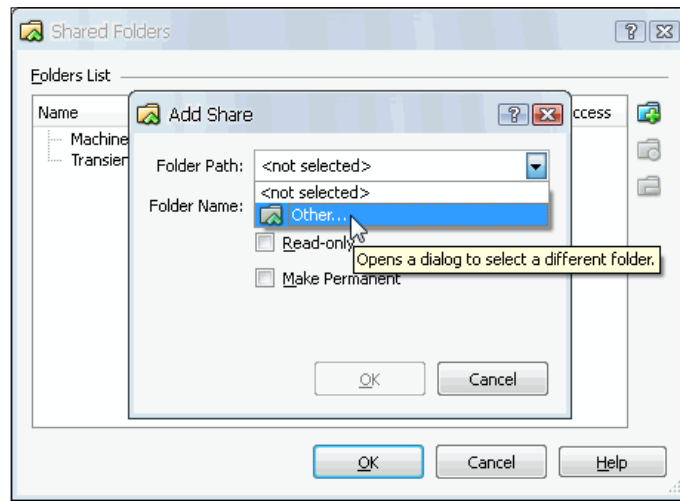 Shared Folders
Folders List
Name
ccess
Machine
Transien
Add Share
Folder Path: <not selected>
<not selected>
Other...
Folder Name:
Read-only
Opens a dialog to select a different folder.
Make Permanent
OK Cancel
OK Cancel Help